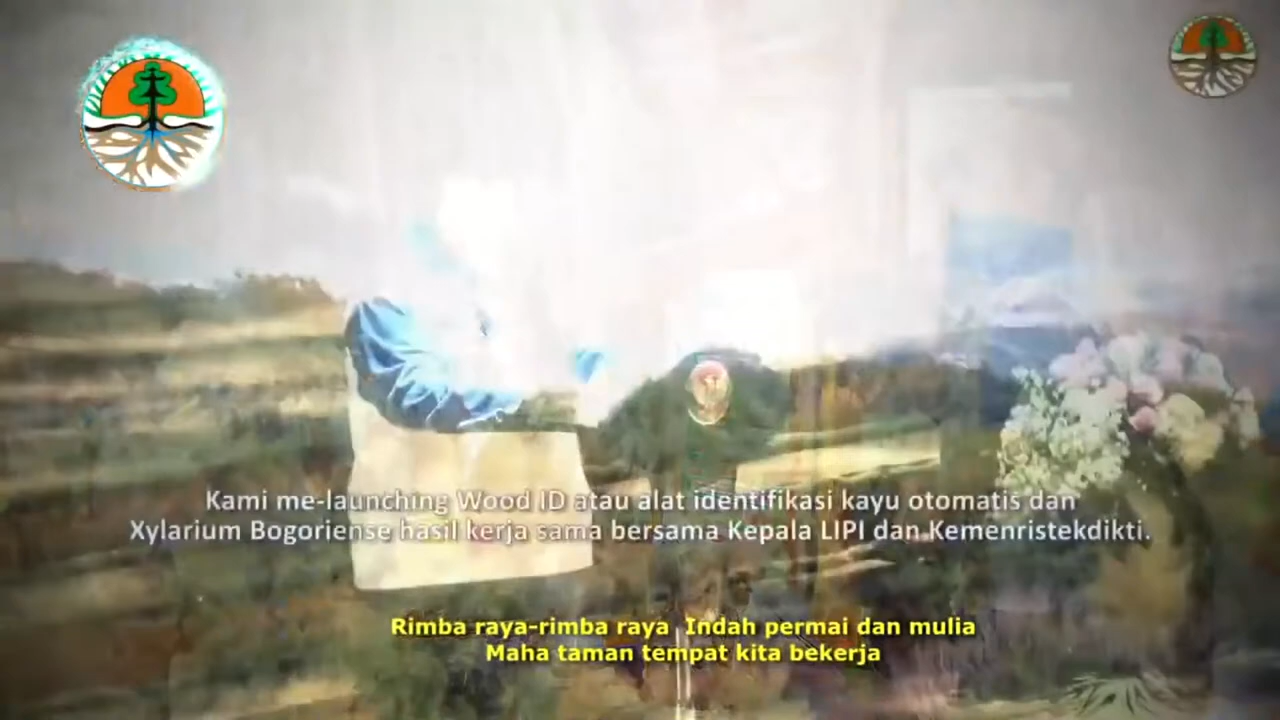 Kami me-launching Wood ID atau alat identifikasi kayu otomatis dan
Xylarium Bogoriense hasil kerja sama bersama Kepala LIPI dan Kemenristekdikti.
Rimba raya-rimba raya Indah permai dan mulia
Maha taman tempat kita bekerja